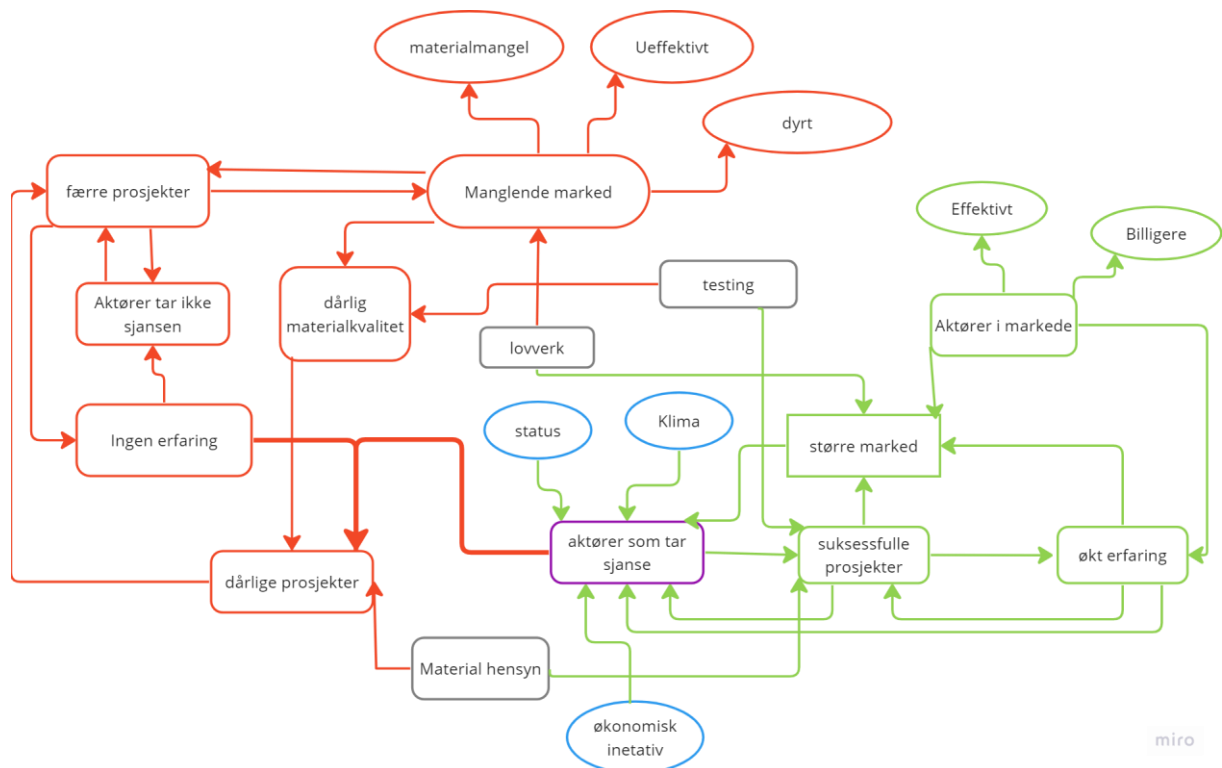 materialmangel
Ueffektivt
dyrt
færre prosjekter
Manglende marked
Effektivt
Billigere
Aktører tar ikke
sjansen
dårlig
materialkvalitet
testing
Aktører i markede
lovverk
status
Klima
Ingen erfaring
større marked
aktører som tar
sjanse
suksessfulle
prosjekter
økt erfaring
dårlige prosjekter
Material hensyn
økonomisk
inetativ
miro